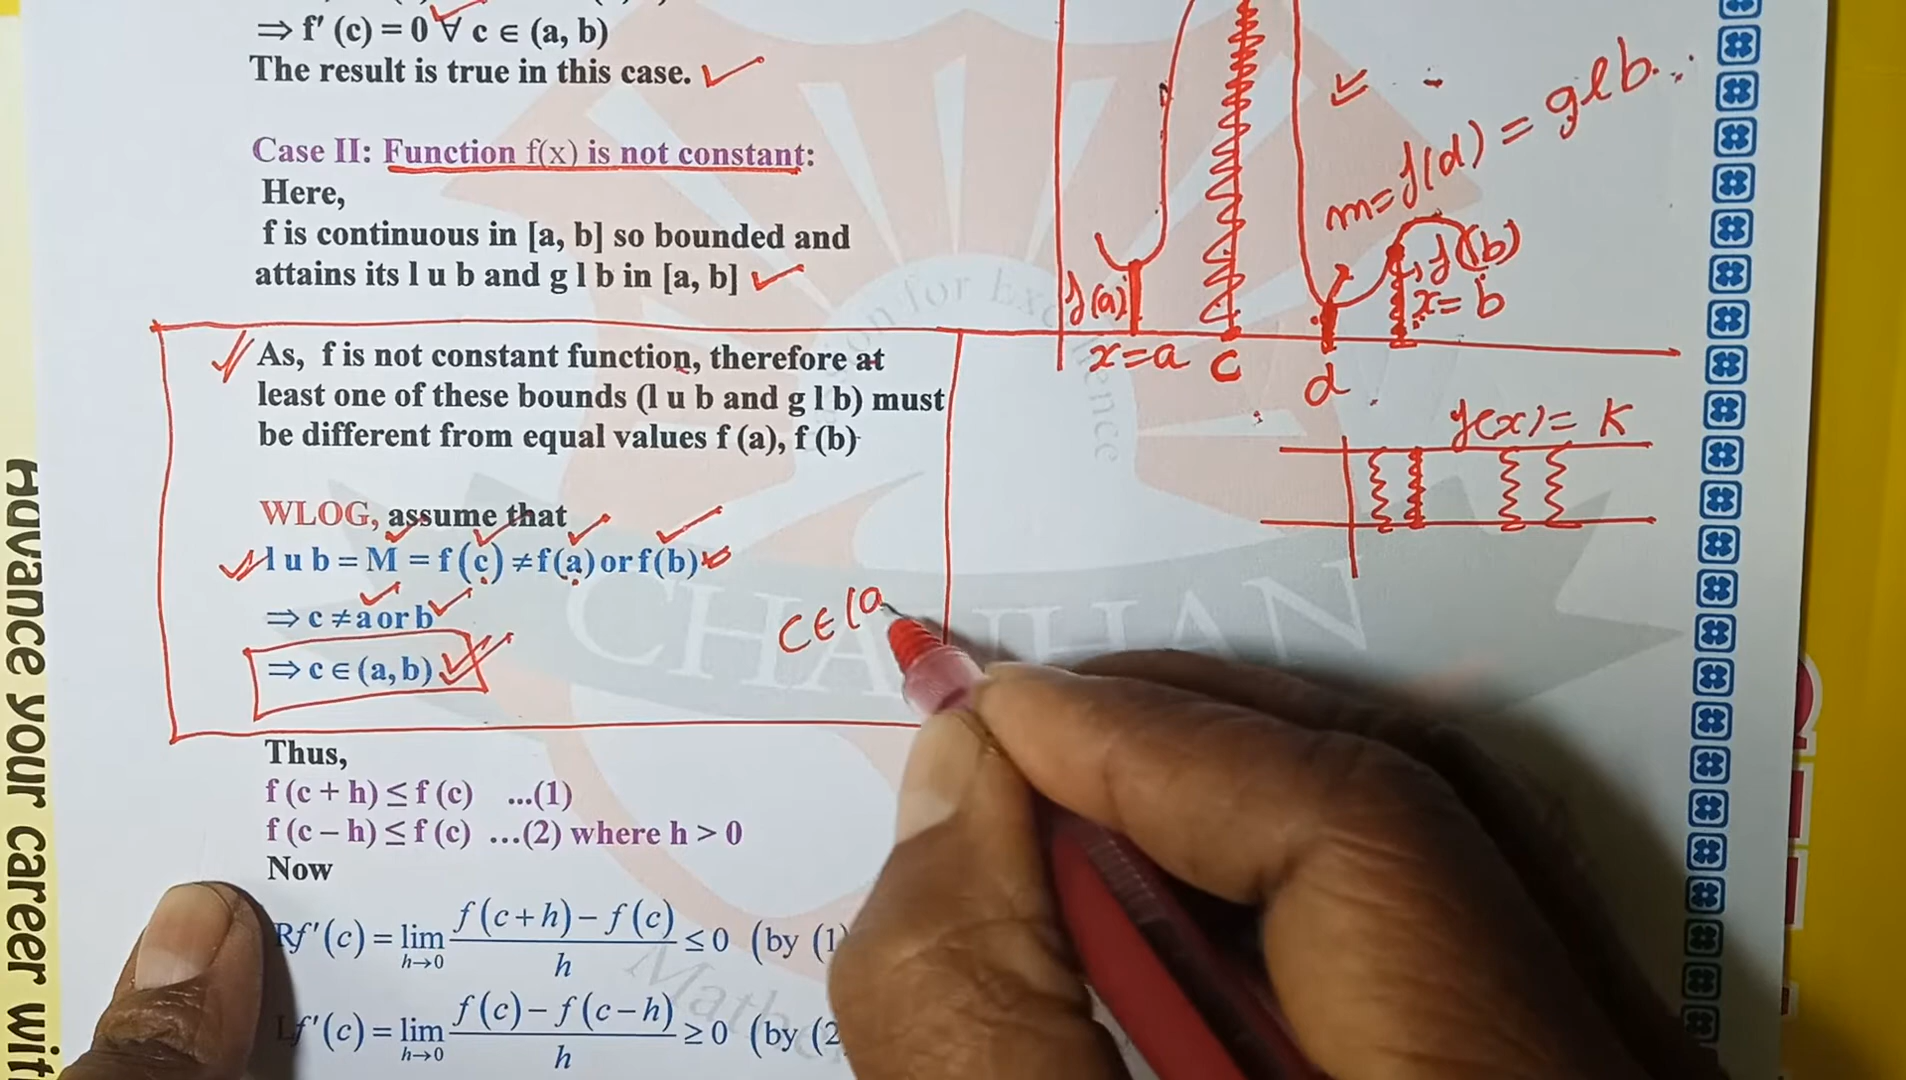 ⇒ f' (c) = 0 ∀ c ∈ (a, b)
The result is true in this case.
Case II: Function f(x) is not constant:
Here,
f is continuous in [a, b] so bounded and
attains its l u b and g l b in [a, b]
As, f is not constant function, therefore at
least one of these bounds (l u b and g l b) must
be different from equal values f (a), f (b)
WLOG, assume that
l u b = M = f (c) ≠ f (a) or f (b)
⇒ c ≠ a or b
⇒ c ∈ (a, b)
c ∈ (a
Thus,
f (c + h) ≤ f (c) ...(1)
f (c – h) ≤ f (c) ...(2) where h > 0
Now
Rf'(c) = lim h→0 f(c+h) – f(c) / h ≤ 0 (by (1)
Lf'(c) = lim h→0 f(c) – f(c–h) / h ≥ 0 (by (2
m = f(d) = glb
f(a)
f(b)
x = b
x = a
c
d
f(x) = K
CHAUHAN
Advance your career with